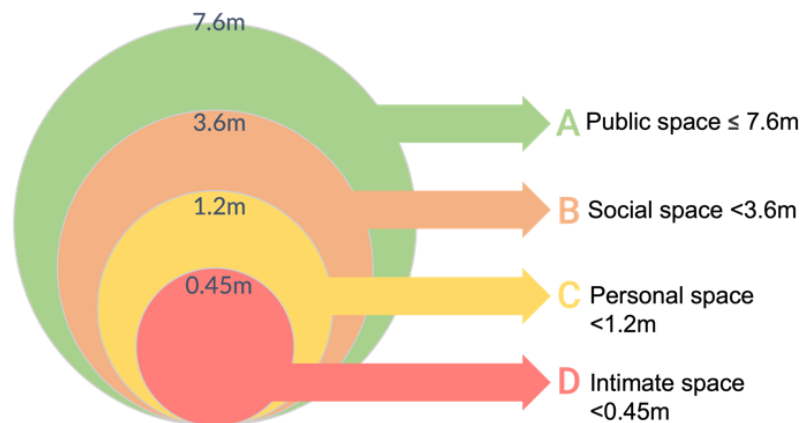 7.6m
3.6m
1.2m
0.45m
A Public space ≤ 7.6m
B Social space <3.6m
C Personal space
<1.2m
D Intimate space
<0.45m